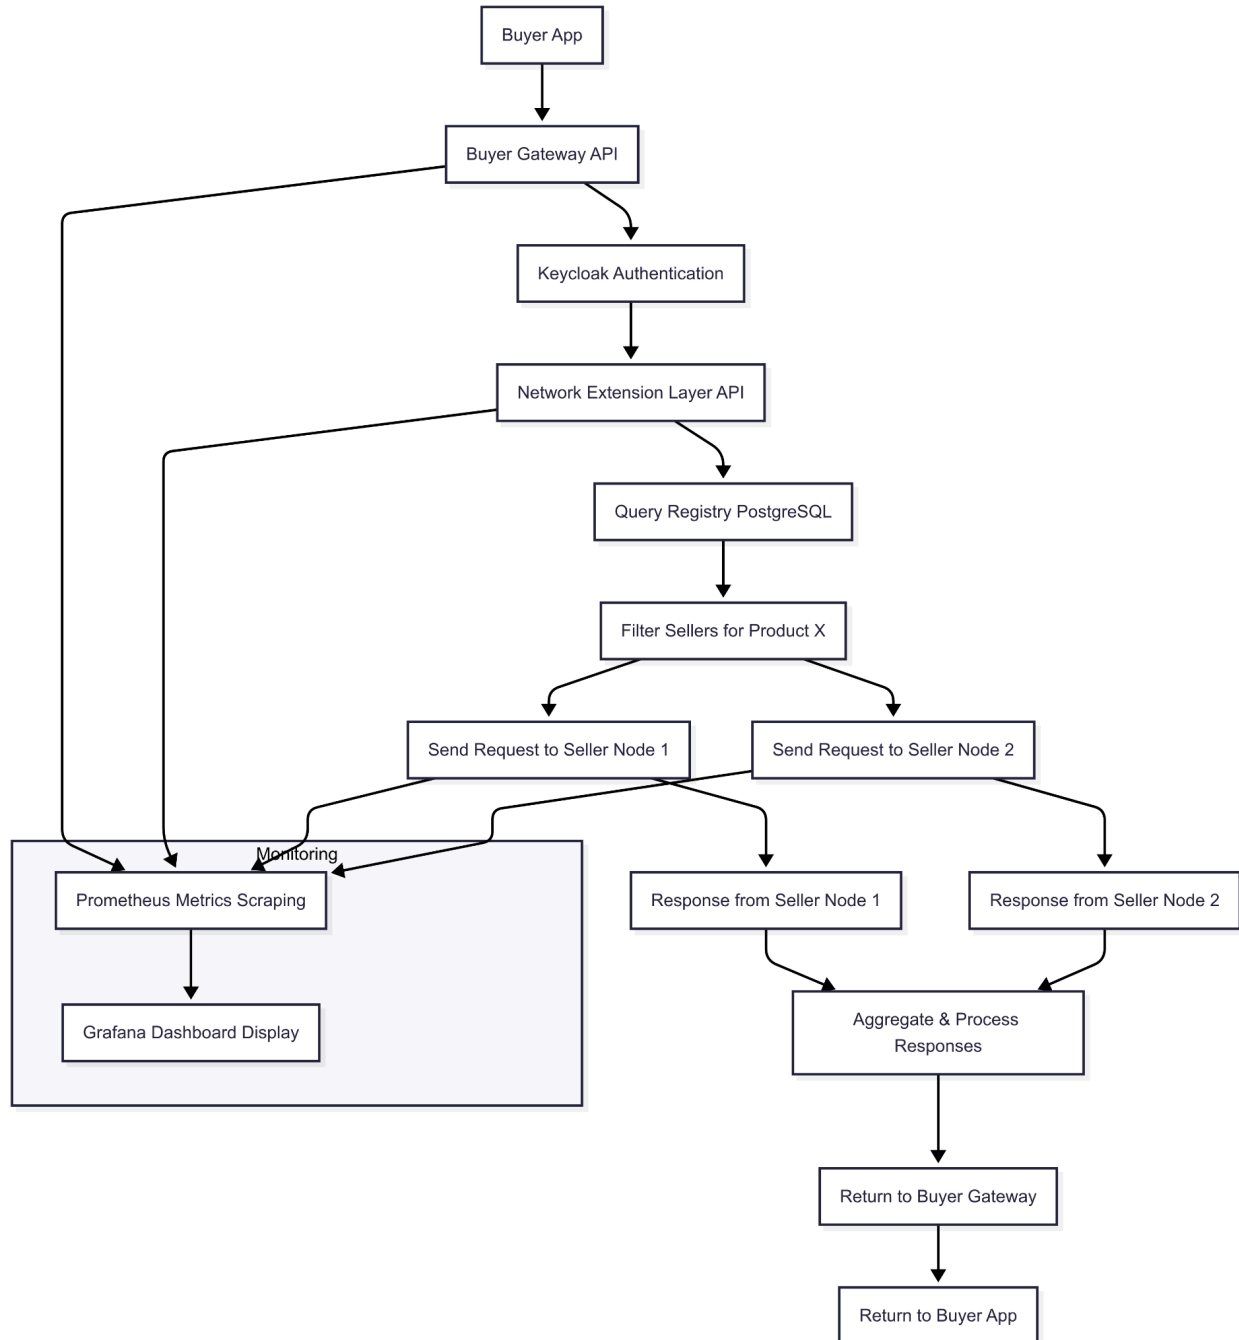 Buyer App
Buyer Gateway API
Keycloak Authentication
Network Extension Layer API
Query Registry PostgreSQL
Filter Sellers for Product X
Send Request to Seller Node 1
Send Request to Seller Node 2
Monitoring
Prometheus Metrics Scraping
Response from Seller Node 1
Response from Seller Node 2
Grafana Dashboard Display
Aggregate & Process
Responses
Return to Buyer Gateway
Return to Buyer App